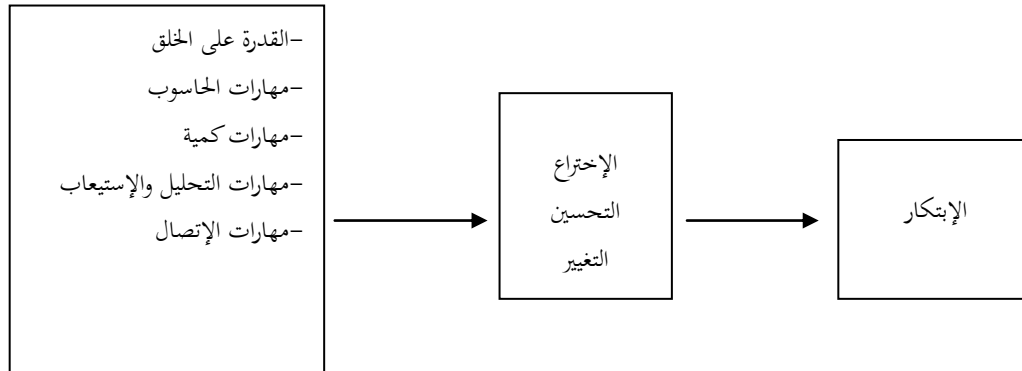 -القدرة على الخلق
-مهارات الحاسوب
-مهارات كمية
-مهارات التحليل والإستيعاب
-مهارات الإتصال
الإختراع
التحسين
التغيير
الإبتكار